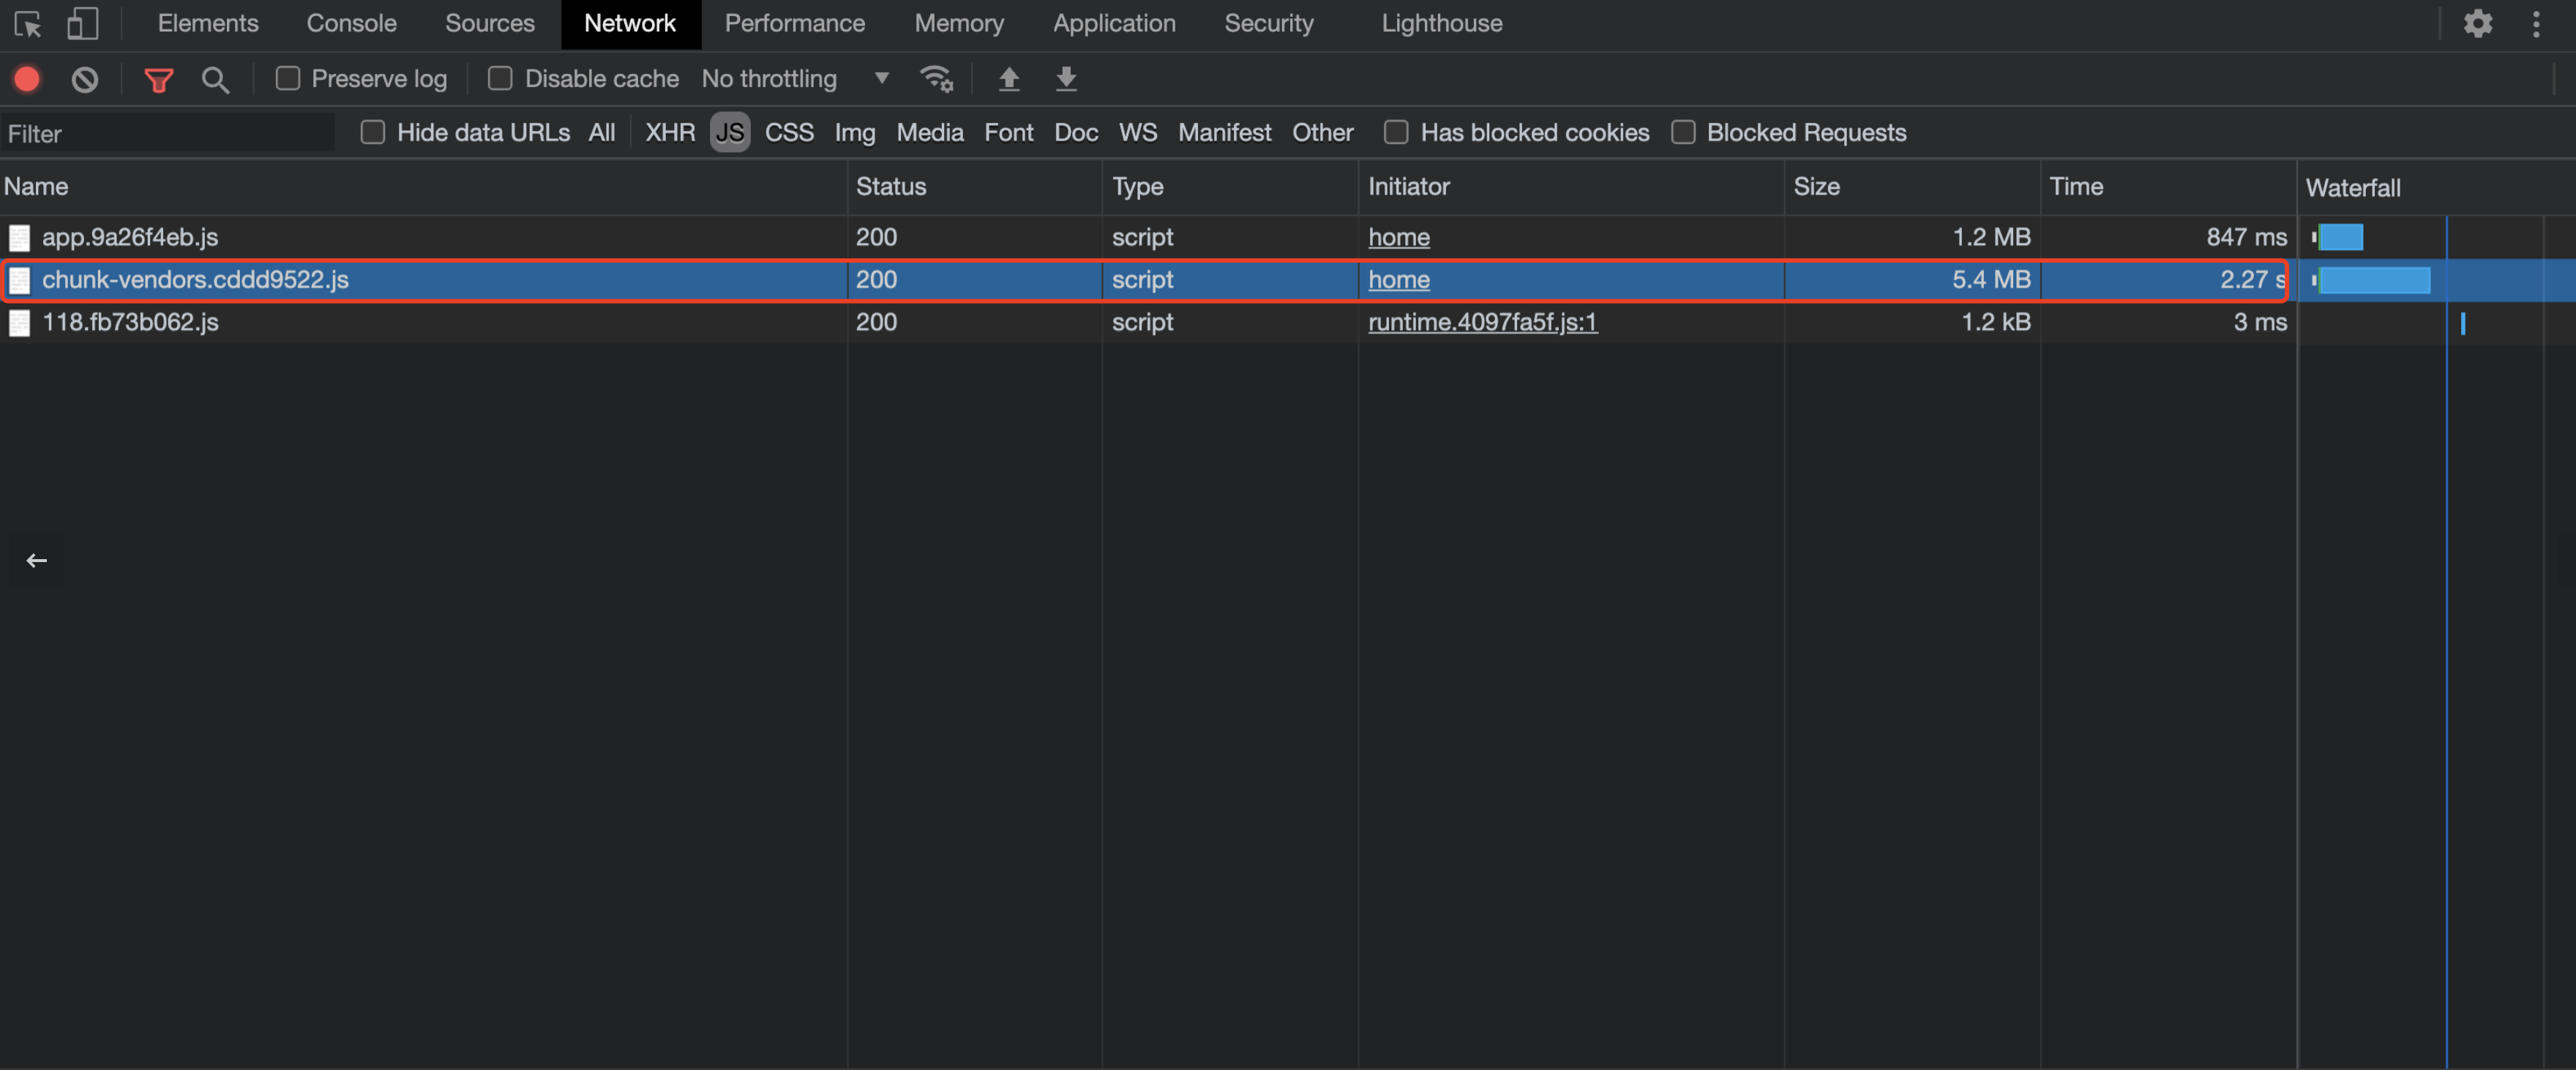 Elements Console Sources Network Performance Memory Application Security Lighthouse
Preserve log Disable cache No throttling
Filter Hide data URLs All XHR JS CSS Img Media Font Doc WS Manifest Other Has blocked cookies Blocked Requests
Name Status Type Initiator Size Time Waterfall
app.9a26f4eb.js 200 script home 1.2 MB 847 ms
chunk-vendors.cddd9522.js 200 script home 5.4 MB 2.27 s
118.fb73b062.js 200 script runtime.4097fa5f.js:1 1.2 kB 3 ms